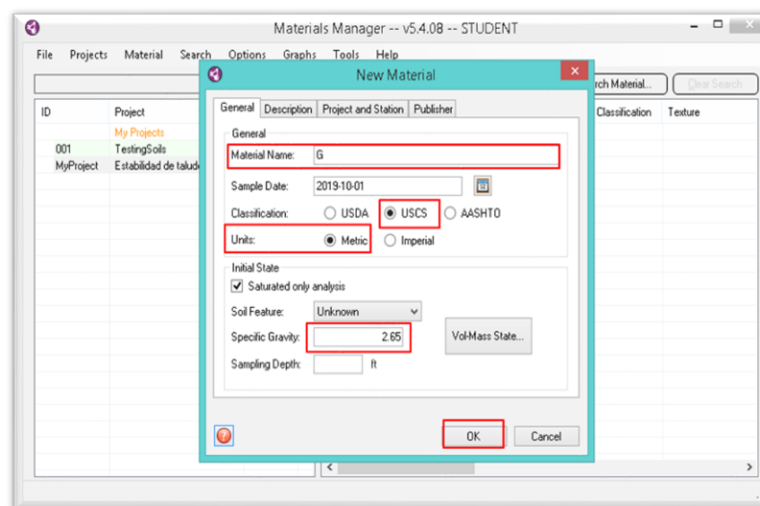 Materials Manager -- v5.4.08 -- STUDENT
File Projects Material Search Options Graphs Tools Help
rch Material... Clear Search
ID Project Classification Texture
My Projects
001 TestingSoils
MyProject Estabilidad de talud
New Material
General Description Project and Station Publisher
General
Material Name: G
Sample Date: 2019-10-01
Classification: USDA USCS AASHTO
Units: Metric Imperial
Initial State
Saturated only analysis
Soil Feature: Unknown
Specific Gravity: 2.65 Vol-Mass State...
Sampling Depth: ft
OK Cancel